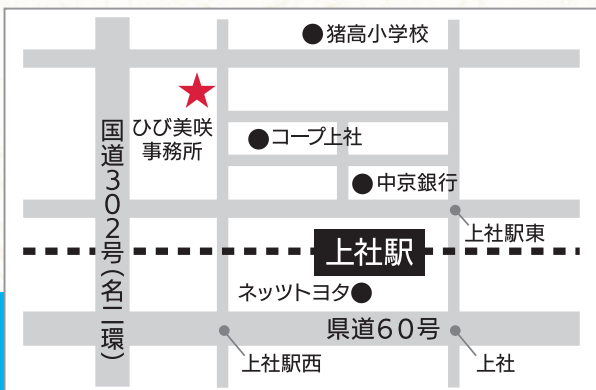 猪高小学校
ひび美咲
事務所
コープ上社
中京銀行
国道302号(名二環)
上社駅東
上社駅
ネッツトヨタ
県道60号
上社駅西
上社